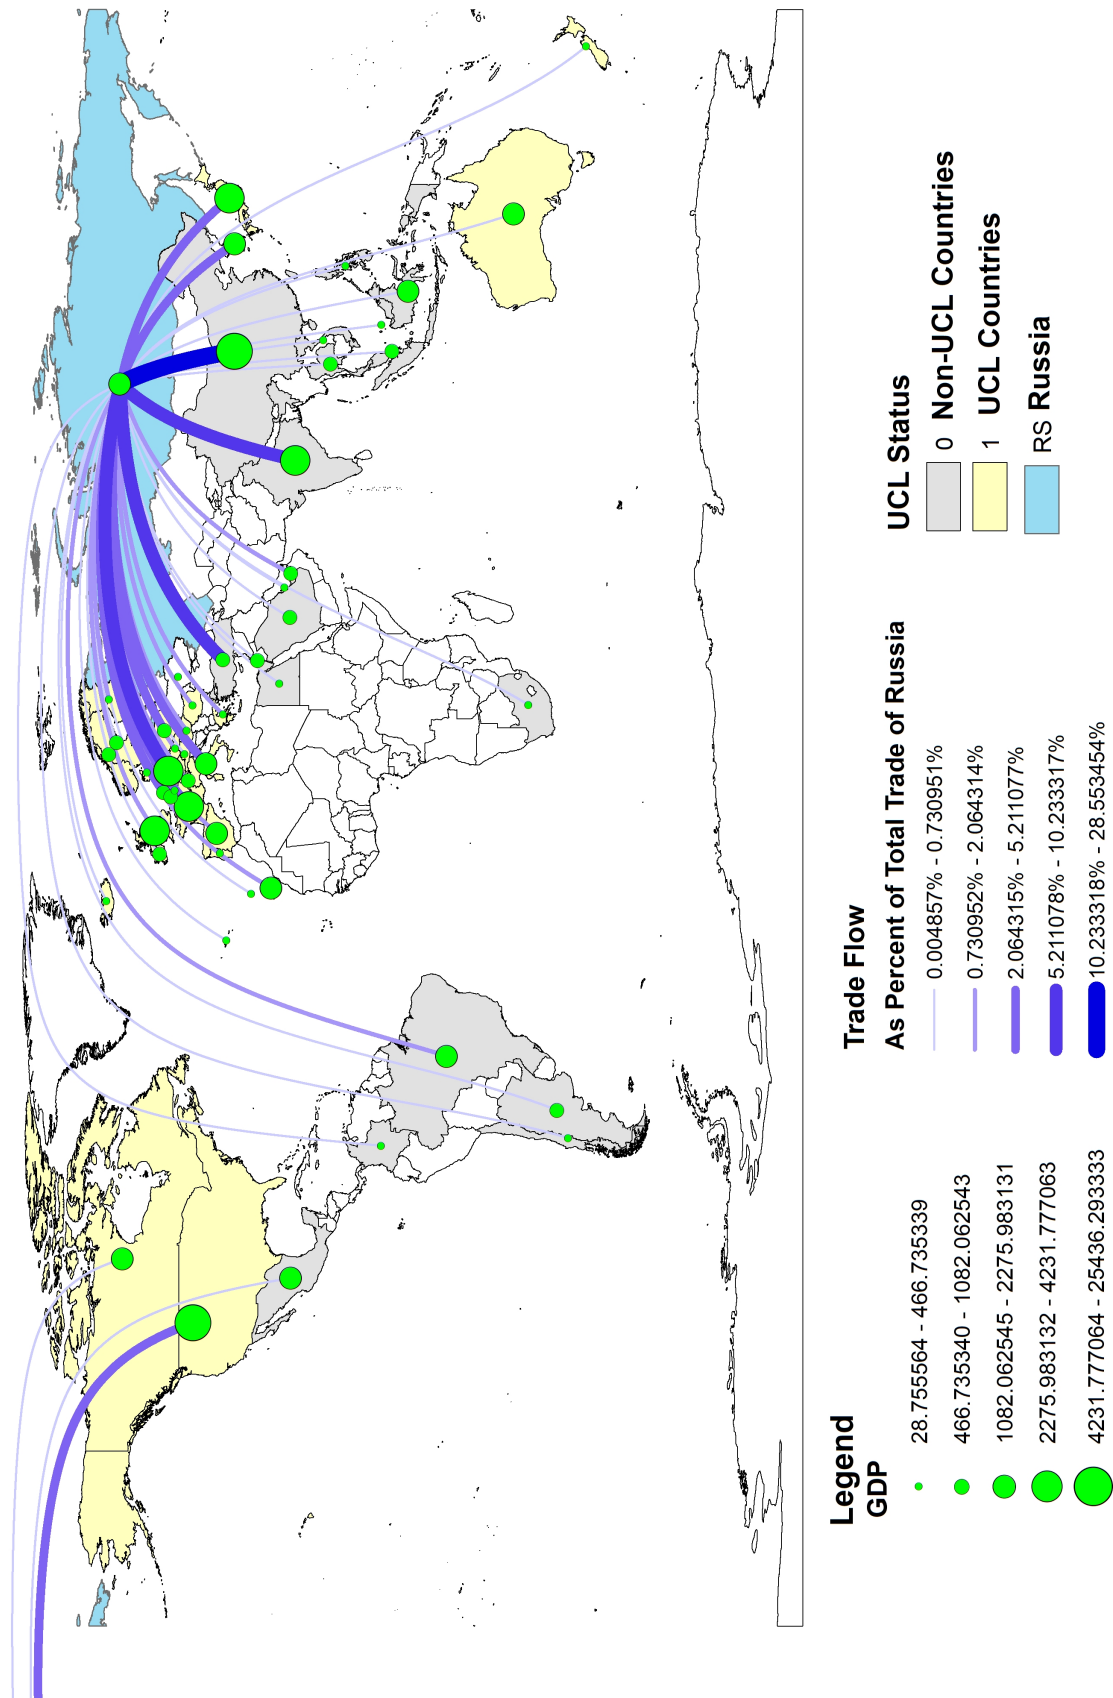 Legend
GDP
28.755564 - 466.735339
466.735340 - 1082.062543
1082.062545 - 2275.983131
2275.983132 - 4231.777063
4231.777064 - 25436.293333
Trade Flow
As Percent of Total Trade of Russia
0.004857% - 0.730951%
0.730952% - 2.064314%
2.064315% - 5.211077%
5.211078% - 10.233317%
10.233318% - 28.553454%
UCL Status
0 Non-UCL Countries
1 UCL Countries
RS Russia